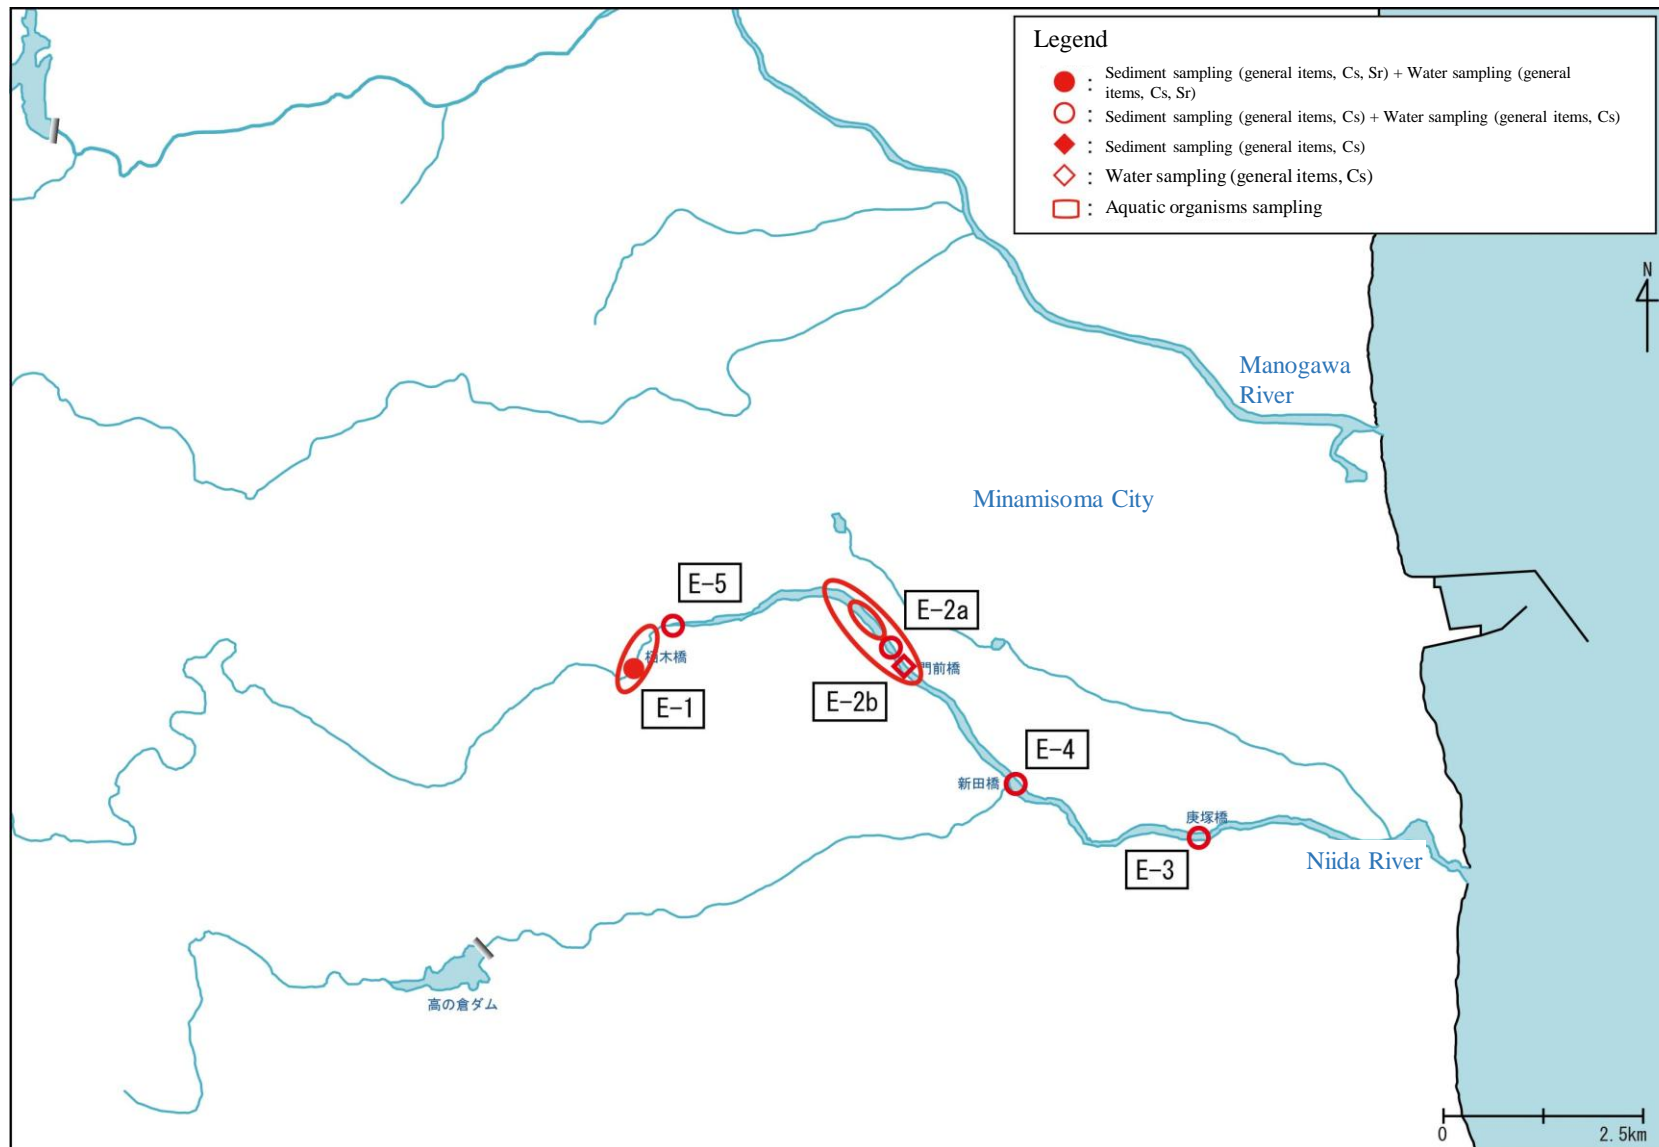 Legend
: Sediment sampling (general items, Cs, Sr) + Water sampling (general
items, Cs, Sr)
: Sediment sampling (general items, Cs) + Water sampling (general items, Cs)
: Sediment sampling (general items, Cs)
: Water sampling (general items, Cs)
: Aquatic organisms sampling
N
Manogawa
River
Minamisoma City
E-5
E-2a
木橋
門前橋
E-1
E-2b
E-4
新田橋
庚塚橋
E-3
Niida River
高の倉ダム
0
2.5km